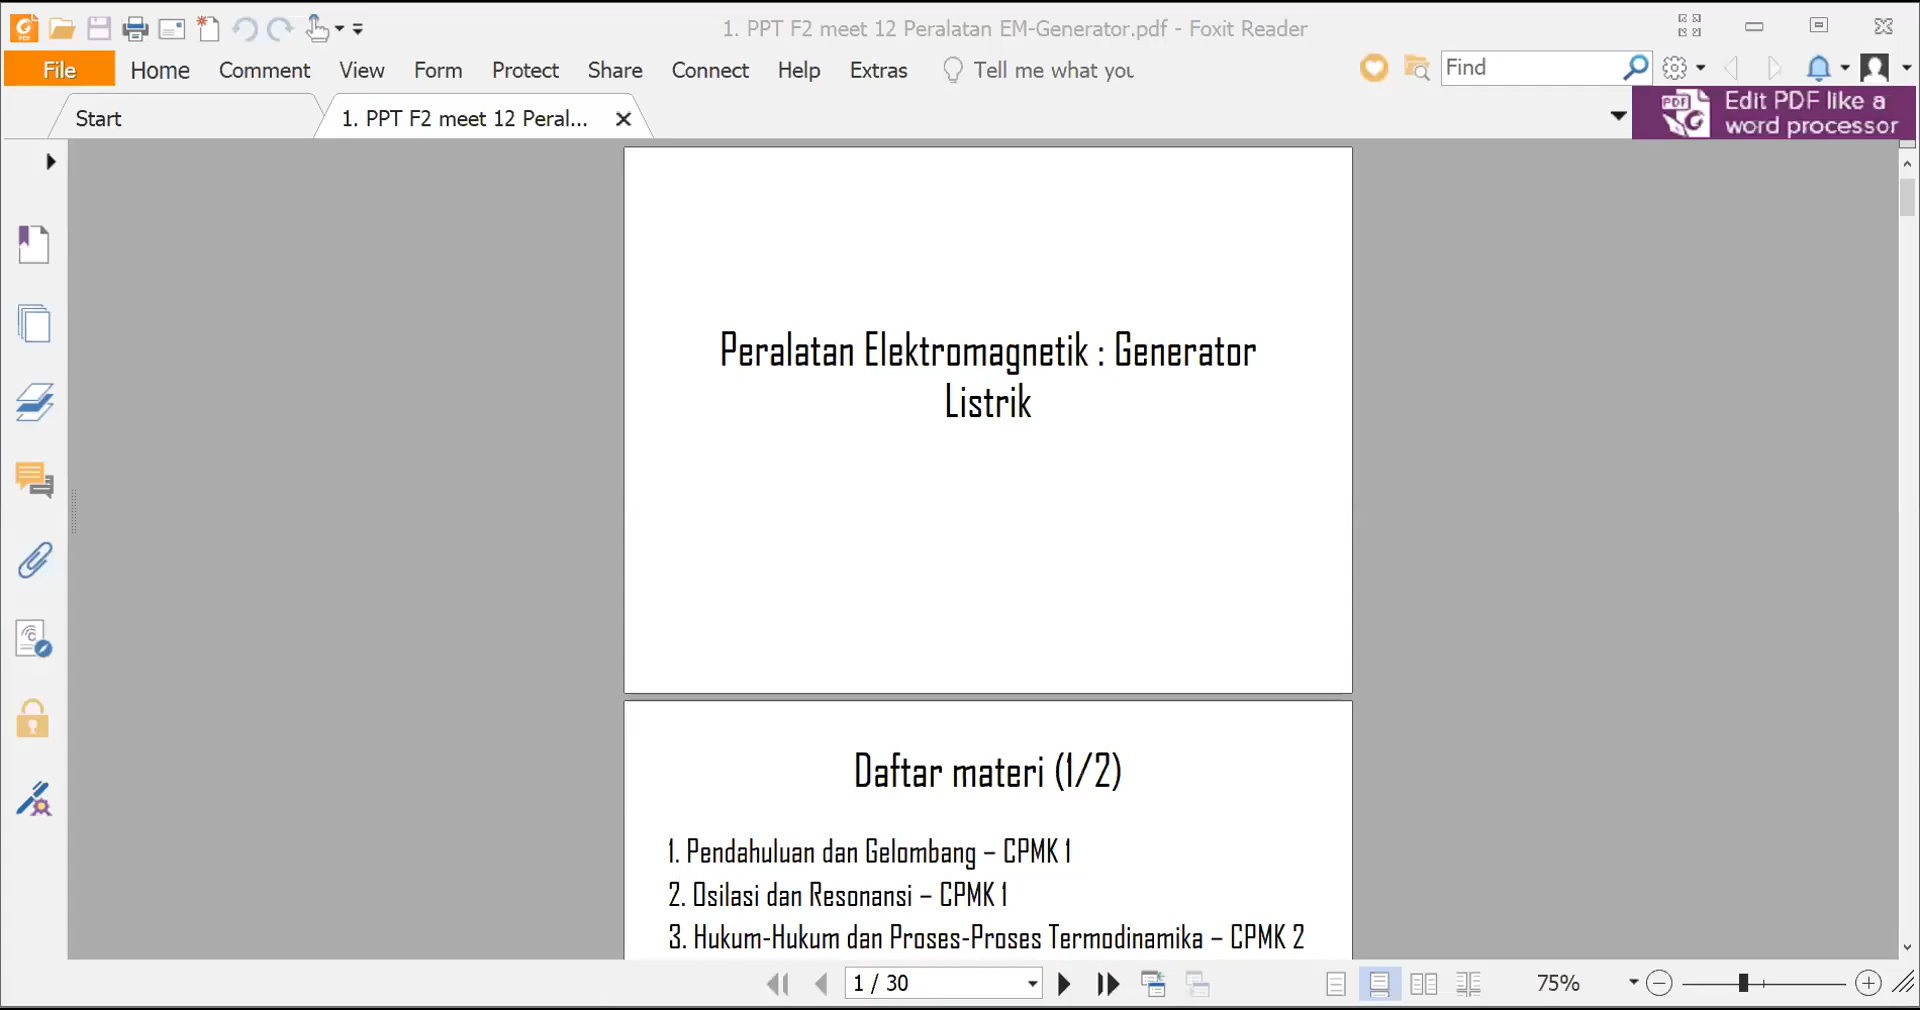 1. PPT F2 meet 12 Peralatan EM-Generator.pdf - Foxit Reader
File Home Comment View Form Protect Share Connect Help Extras Tell me what you Find
Start 1. PPT F2 meet 12 Peral... Edit PDF like a
word processor
Peralatan Elektromagnetik : Generator
Listrik
Daftar materi (1/2)
1. Pendahuluan dan Gelombang – CPMK 1
2. Osilasi dan Resonansi – CPMK 1
3. Hukum-Hukum dan Proses-Proses Termodinamika – CPMK 2
1 / 30 75%